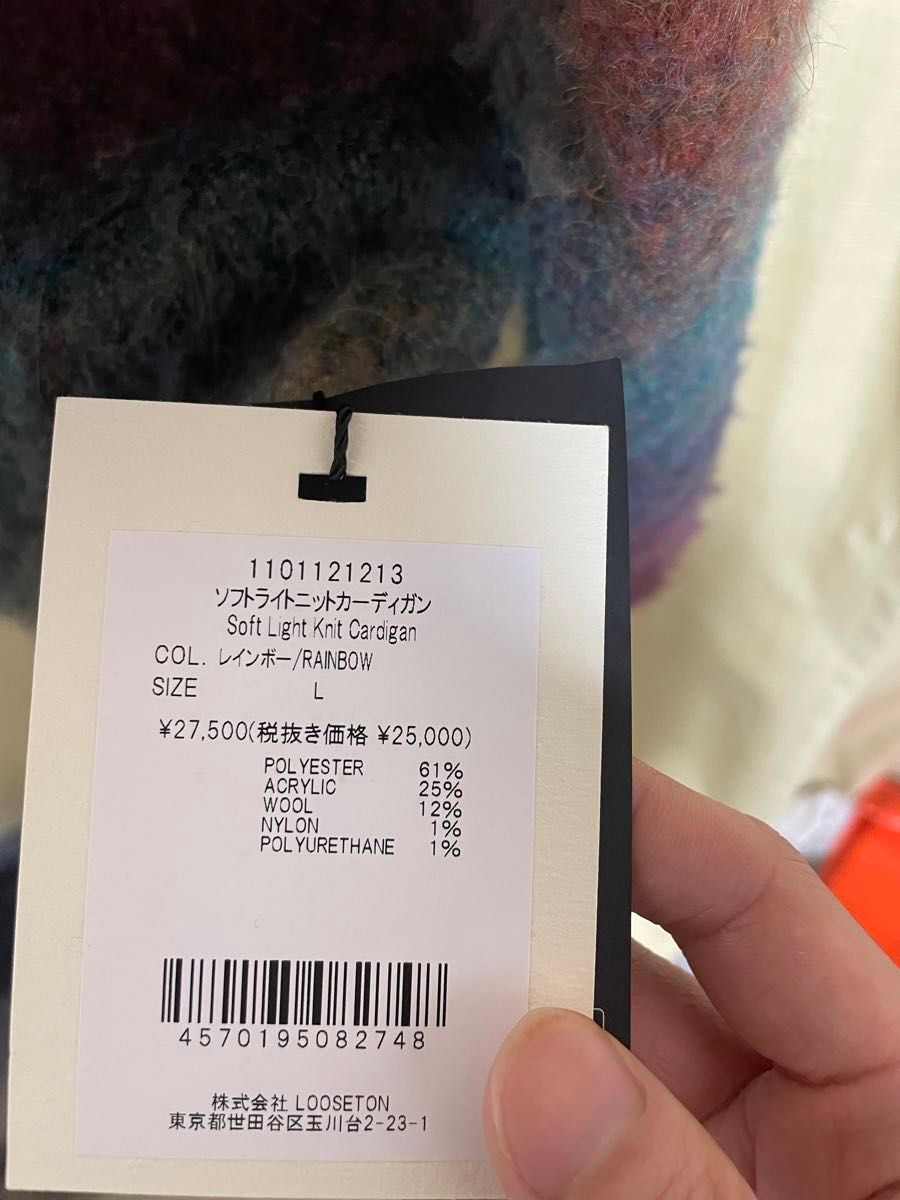 1101121213
ソフトライトニットカーディガン
Soft Light Knit Cardigan
COL. レインボー/RAINBOW
SIZE L
¥27,500(税抜き価格 ¥25,000)
POLYESTER 61%
ACRYLIC 25%
WOOL 12%
NYLON 1%
POLYURETHANE 1%
4570195082748
株式会社 LOOSETON
東京都世田谷区玉川台2-23-1